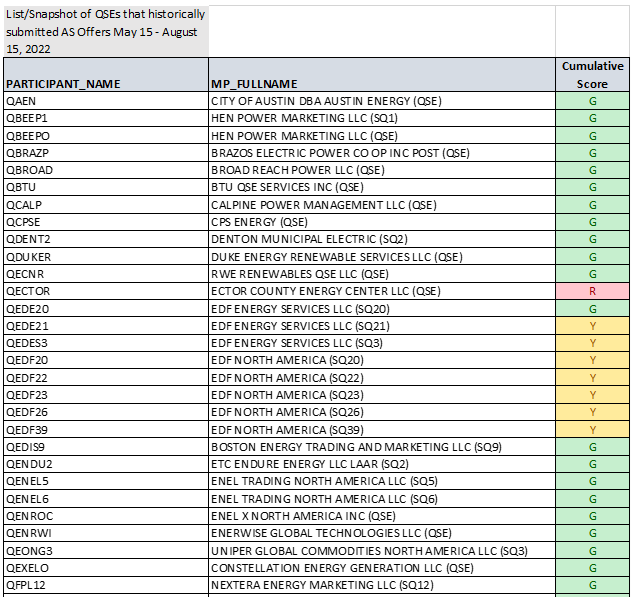 List/Snapshot of QSEs that historically
submitted AS Offers May 15 - August
15, 2022
PARTICIPANT_NAME MP_FULLNAME Cumulative Score
QAEN CITY OF AUSTIN DBA AUSTIN ENERGY (QSE) G
QBEEP1 HEN POWER MARKETING LLC (SQ1) G
QBEEPO HEN POWER MARKETING LLC (QSE) G
QBRAZP BRAZOS ELECTRIC POWER CO OP INC POST (QSE) G
QBROAD BROAD REACH POWER LLC (QSE) G
QBTU BTU QSE SERVICES INC (QSE) G
QCALP CALPINE POWER MANAGEMENT LLC (QSE) G
QCPSE CPS ENERGY (QSE) G
QDENT2 DENTON MUNICIPAL ELECTRIC (SQ2) G
QDUKER DUKE ENERGY RENEWABLE SERVICES LLC (QSE) G
QECNR RWE RENEWABLES QSE LLC (QSE) G
QECTOR ECTOR COUNTY ENERGY CENTER LLC (QSE) R
QEDE20 EDF ENERGY SERVICES LLC (SQ20) G
QEDE21 EDF ENERGY SERVICES LLC (SQ21) Y
QEDES3 EDF ENERGY SERVICES LLC (SQ3) Y
QEDF20 EDF NORTH AMERICA (SQ20) Y
QEDF22 EDF NORTH AMERICA (SQ22) Y
QEDF23 EDF NORTH AMERICA (SQ23) Y
QEDF26 EDF NORTH AMERICA (SQ26) Y
QEDF39 EDF NORTH AMERICA (SQ39) Y
QEDIS9 BOSTON ENERGY TRADING AND MARKETING LLC (SQ9) G
QENDU2 ETC ENDURE ENERGY LLC LAAR (SQ2) G
QENEL5 ENEL TRADING NORTH AMERICA LLC (SQ5) G
QENEL6 ENEL TRADING NORTH AMERICA LLC (SQ6) G
QENROC ENEL X NORTH AMERICA INC (QSE) G
QENRWI ENERWISE GLOBAL TECHNOLOGIES LLC (QSE) G
QEONG3 UNIPER GLOBAL COMMODITIES NORTH AMERICA LLC (SQ3) G
QEXELO CONSTELLATION ENERGY GENERATION LLC (QSE) G
QFPL12 NEXTERA ENERGY MARKETING LLC (SQ12) G